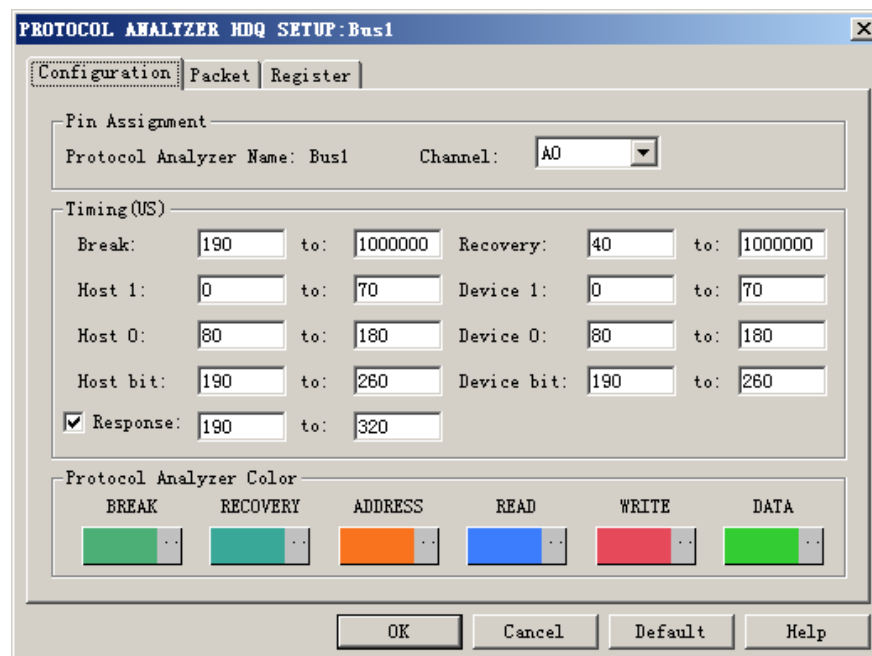 PROTOCOL ANALYZER HDQ SETUP:Bus1
Configuration Packet Register
Pin Assignment
Protocol Analyzer Name: Bus1 Channel: A0
Timing(US)
Break: 190 to: 1000000 Recovery: 40 to: 1000000
Host 1: 0 to: 70 Device 1: 0 to: 70
Host 0: 80 to: 180 Device 0: 80 to: 180
Host bit: 190 to: 260 Device bit: 190 to: 260
Response: 190 to: 320
Protocol Analyzer Color
BREAK RECOVERY ADDRESS READ WRITE DATA
.. .. .. .. .. ..
OK Cancel Default Help